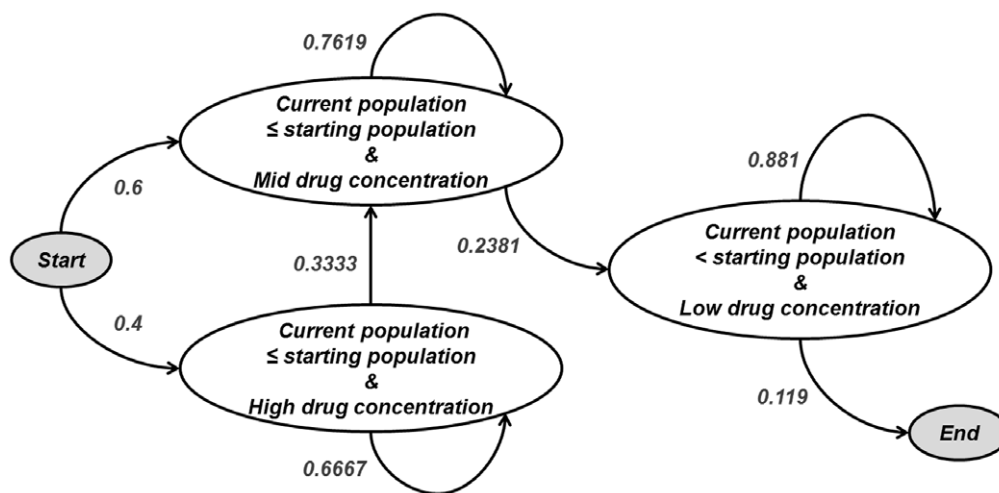 0.7619
Current population
≤ starting population
&
Mid drug concentration
0.6
0.881
Current population
< starting population
&
Low drug concentration
0.2381
Start
0.3333
0.4
Current population
≤ starting population
&
High drug concentration
0.119
End
0.6667